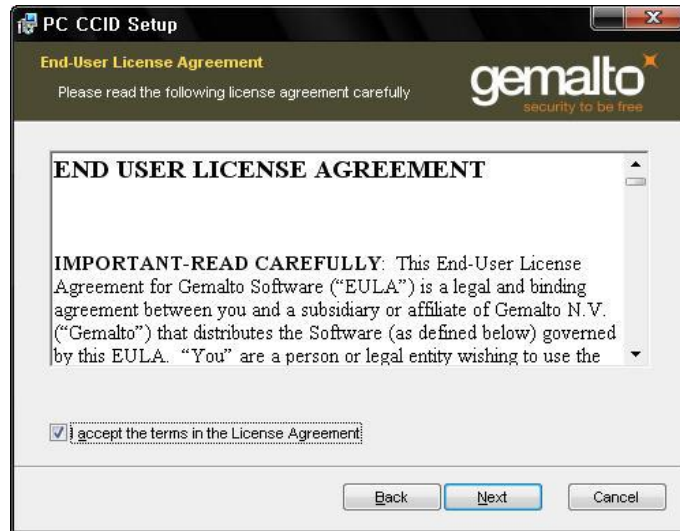 PC CCID Setup
End-User License Agreement
Please read the following license agreement carefully
gemalto
security to be free
END USER LICENSE AGREEMENT
IMPORTANT-READ CAREFULLY: This End-User License
Agreement for Gemalto Software (“EULA”) is a legal and binding
agreement between you and a subsidiary or affiliate of Gemalto N.V.
(“Gemalto”) that distributes the Software (as defined below) governed
by this EULA. “You” are a person or legal entity wishing to use the
I accept the terms in the License Agreement
Back Next Cancel